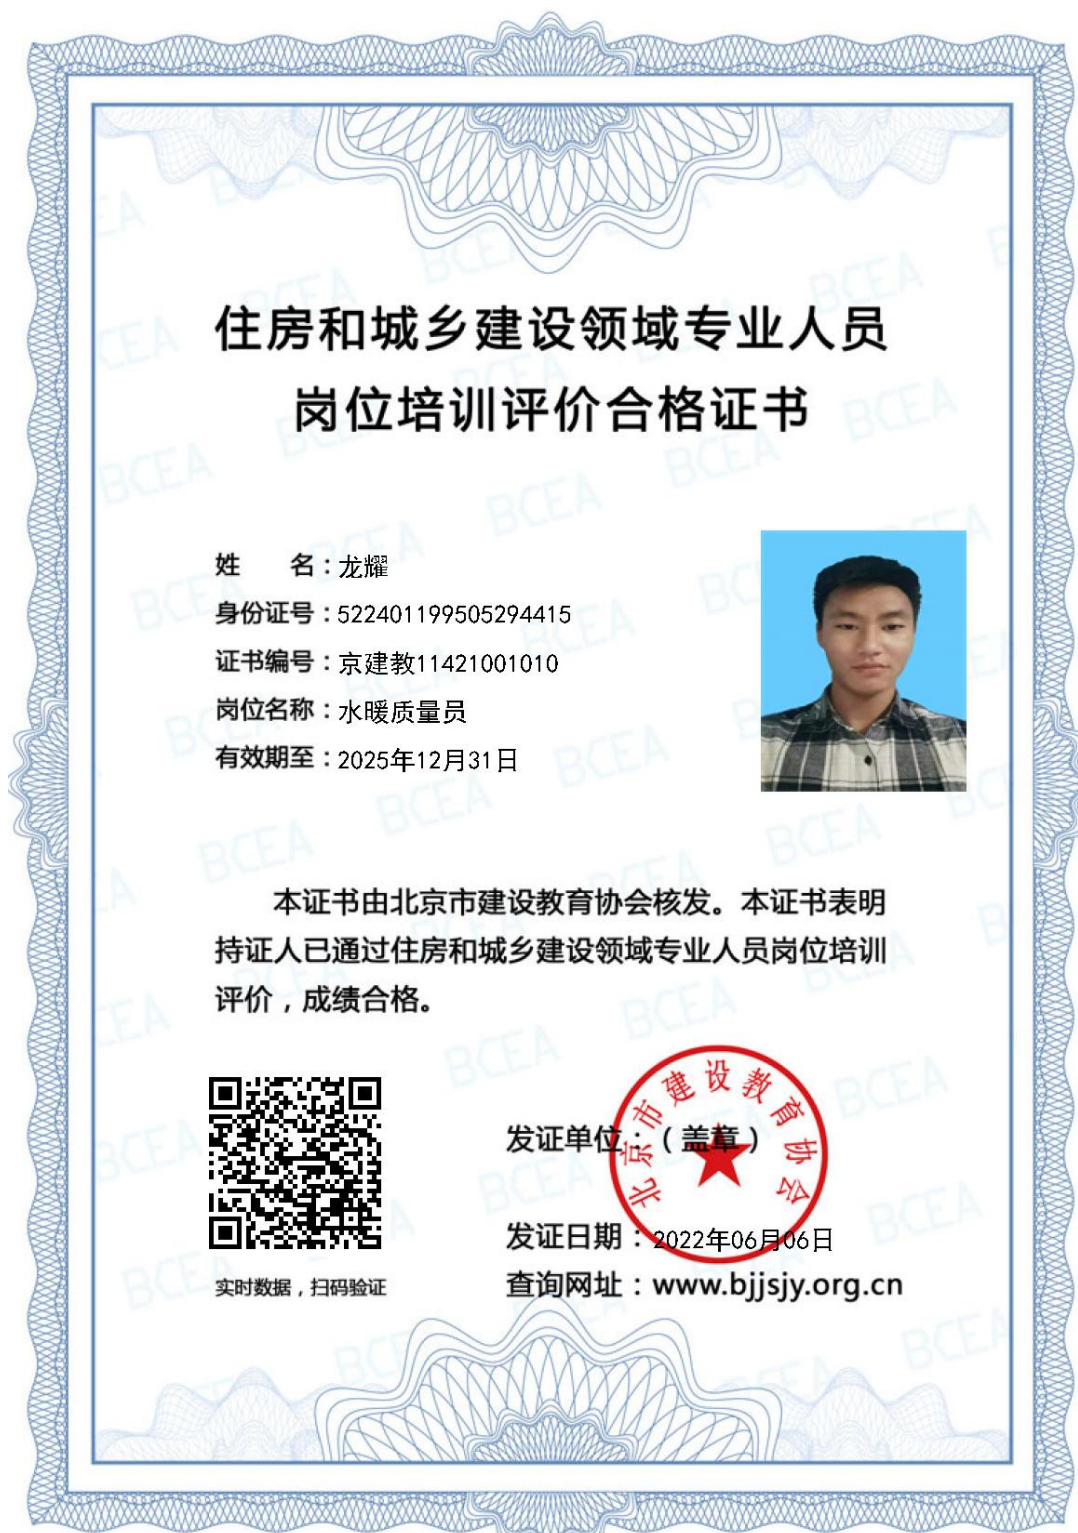 住房和城乡建设领域专业人员
岗位培训评价合格证书
姓 名：龙耀
身份证号：522401199505294415
证书编号：京建教11421001010
岗位名称：水暖质量员
有效期至：2025年12月31日
本证书由北京市建设教育协会核发。本证书表明
持证人已通过住房和城乡建设领域专业人员岗位培训
评价，成绩合格。
北京市建设教育协会
发证单位：（盖章）
发证日期：2022年06月06日
查询网址：www.bjjsjy.org.cn
实时数据，扫码验证
BCEA